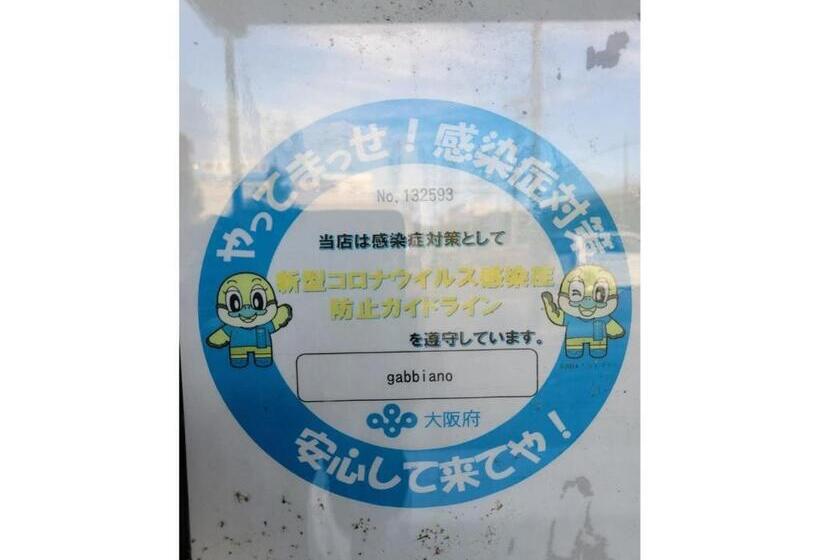 やってまっせ！感染症対策
No.132593
当店は感染症対策として
新型コロナウイルス感染症
防止ガイドライン
を遵守しています。
gabbiano
大阪府
安心して来てや！